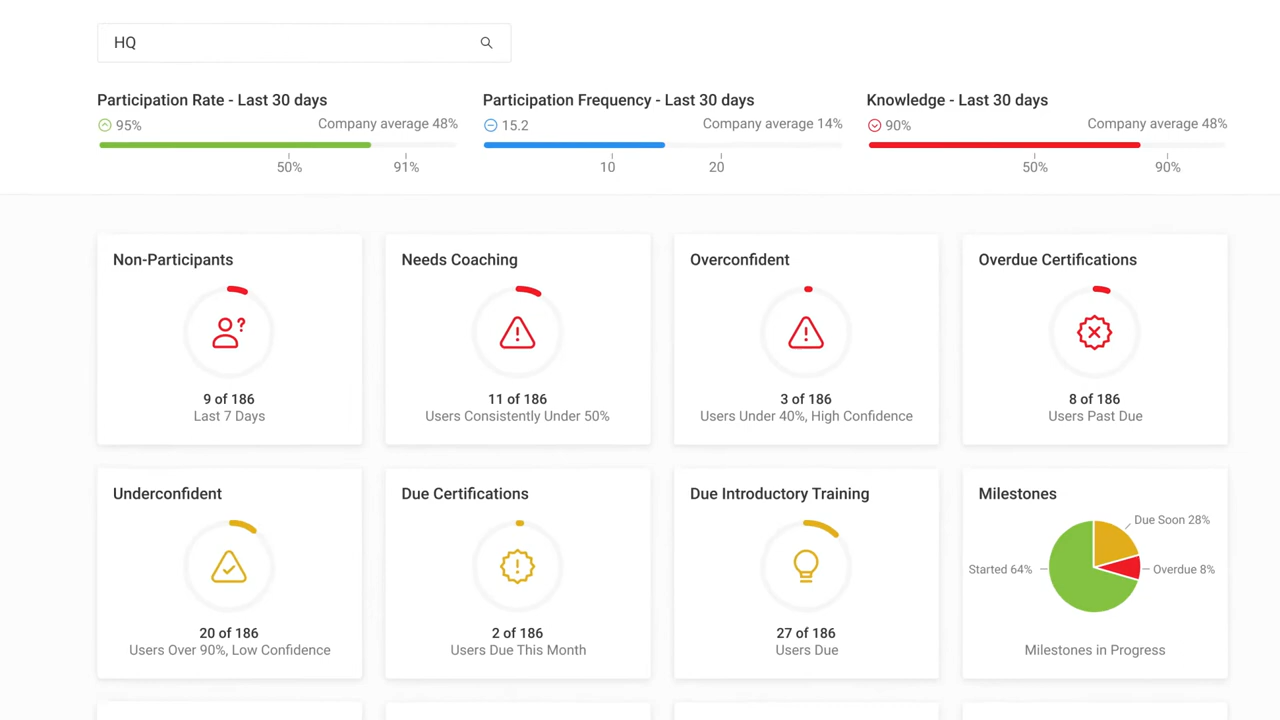 HQ
Participation Rate - Last 30 days
95%
Company average 48%
50%
91%
Participation Frequency - Last 30 days
15.2
Company average 14%
10
20
Knowledge - Last 30 days
90%
Company average 48%
50%
90%
Non-Participants
?
9 of 186
Last 7 Days
Needs Coaching
!
11 of 186
Users Consistently Under 50%
Overconfident
!
3 of 186
Users Under 40%, High Confidence
Overdue Certifications
8 of 186
Users Past Due
Underconfident
20 of 186
Users Over 90%, Low Confidence
Due Certifications
!
2 of 186
Users Due This Month
Due Introductory Training
27 of 186
Users Due
Milestones
Due Soon 28%
Started 64%
Overdue 8%
Milestones in Progress